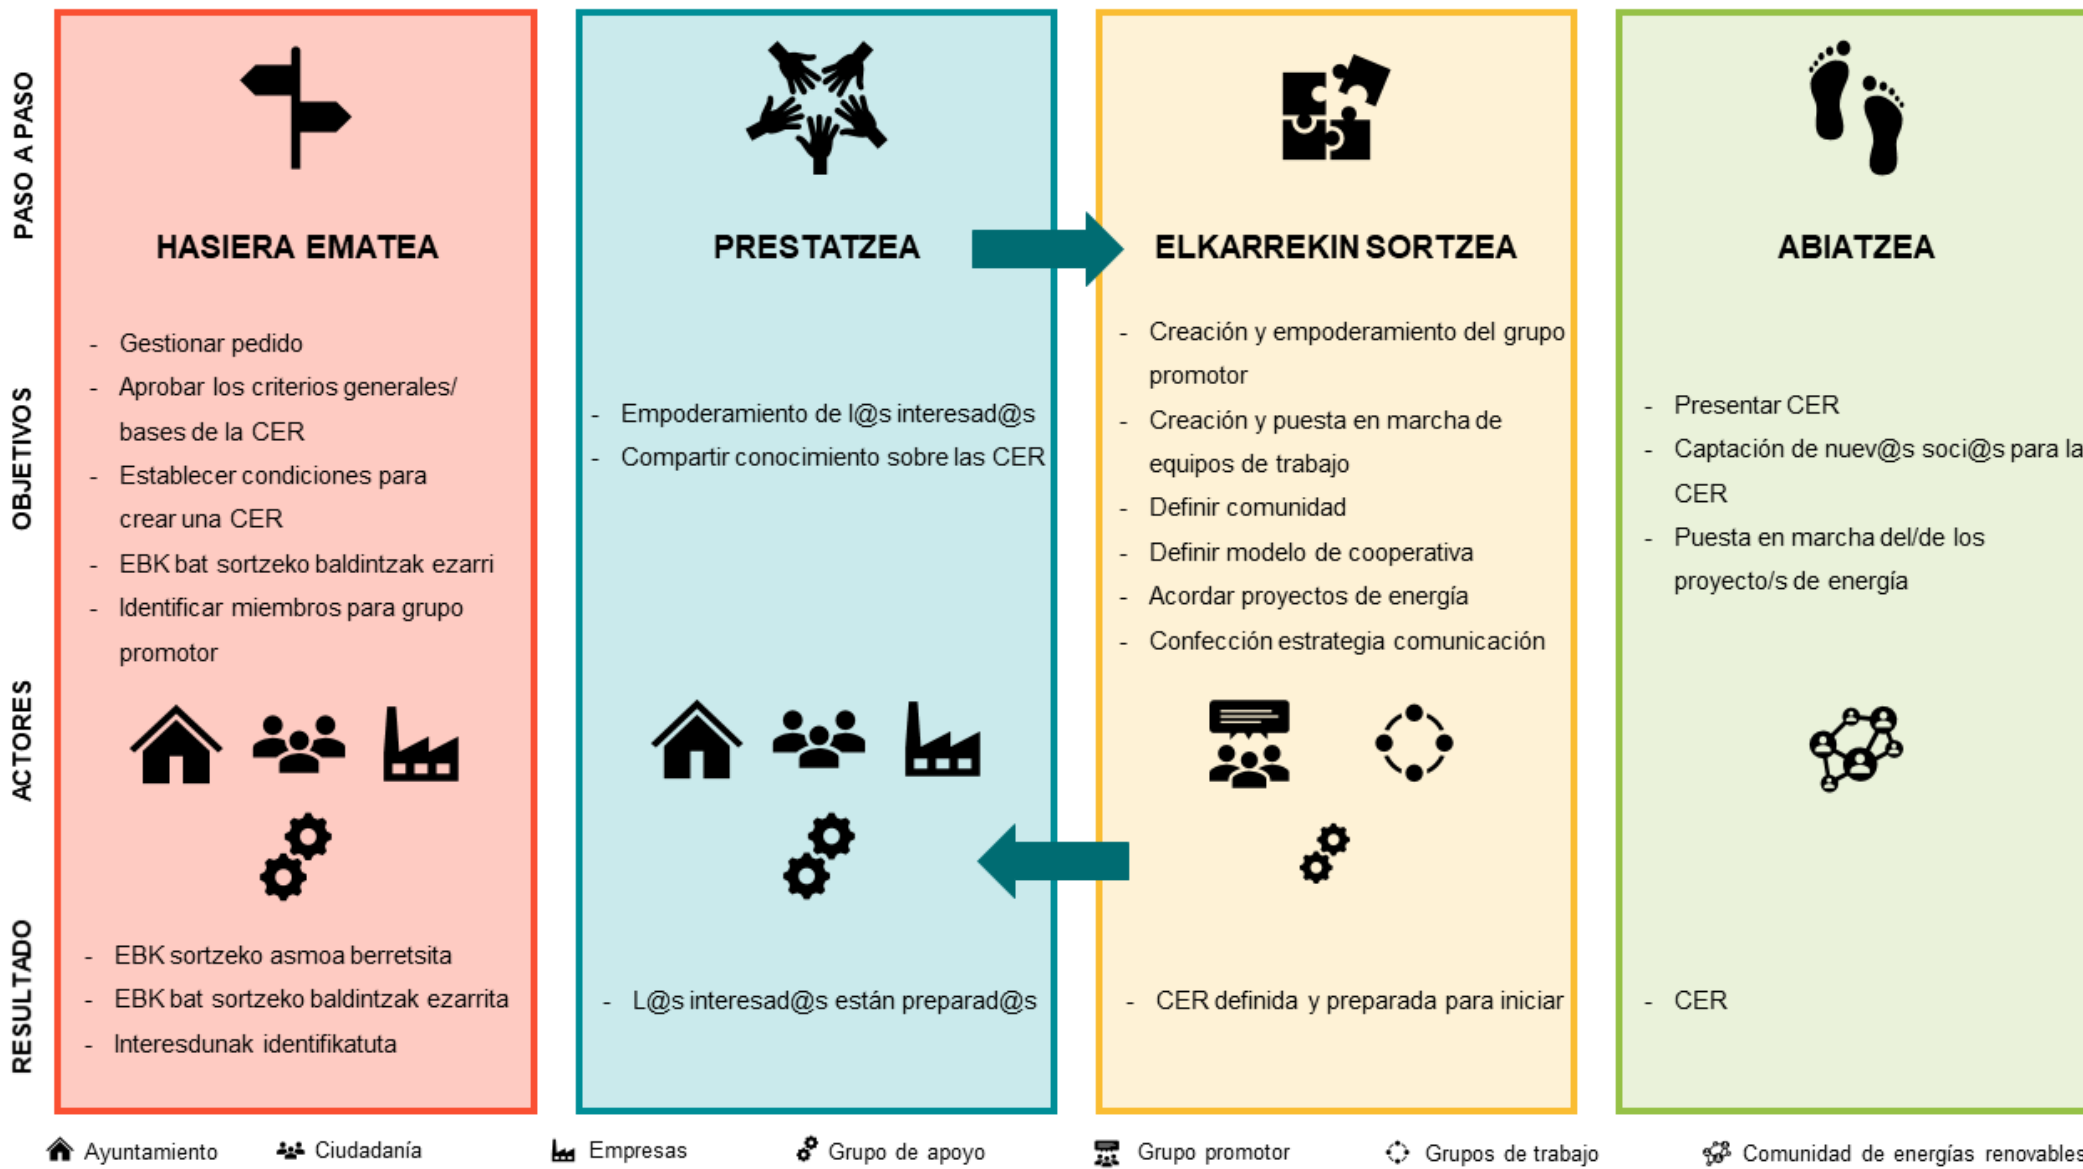 PASO A PASO
HASIERA EMATEA
PRESTATZEA
ELKARREKIN SORTZEA
ABIATZEA
OBJETIVOS
- Gestionar pedido
- Aprobar los criterios generales/
bases de la CER
- Establecer condiciones para
crear una CER
- EBK bat sortzeko baldintzak ezarri
- Identificar miembros para grupo
promotor
- Empoderamiento de l@s interesad@s
- Compartir conocimiento sobre las CER
- Creación y empoderamiento del grupo
promotor
- Creación y puesta en marcha de
equipos de trabajo
- Definir comunidad
- Definir modelo de cooperativa
- Acordar proyectos de energía
- Confección estrategia comunicación
- Presentar CER
- Captación de nuev@s soci@s para la
CER
- Puesta en marcha del/de los
proyecto/s de energía
ACTORES
RESULTADO
- EBK sortzeko asmoa berretsita
- EBK bat sortzeko baldintzak ezarrita
- Interesdunak identifikatuta
- L@s interesad@s están preparad@s
- CER definida y preparada para iniciar
- CER
Ayuntamiento
Ciudadanía
Empresas
Grupo de apoyo
Grupo promotor
Grupos de trabajo
Comunidad de energías renovables